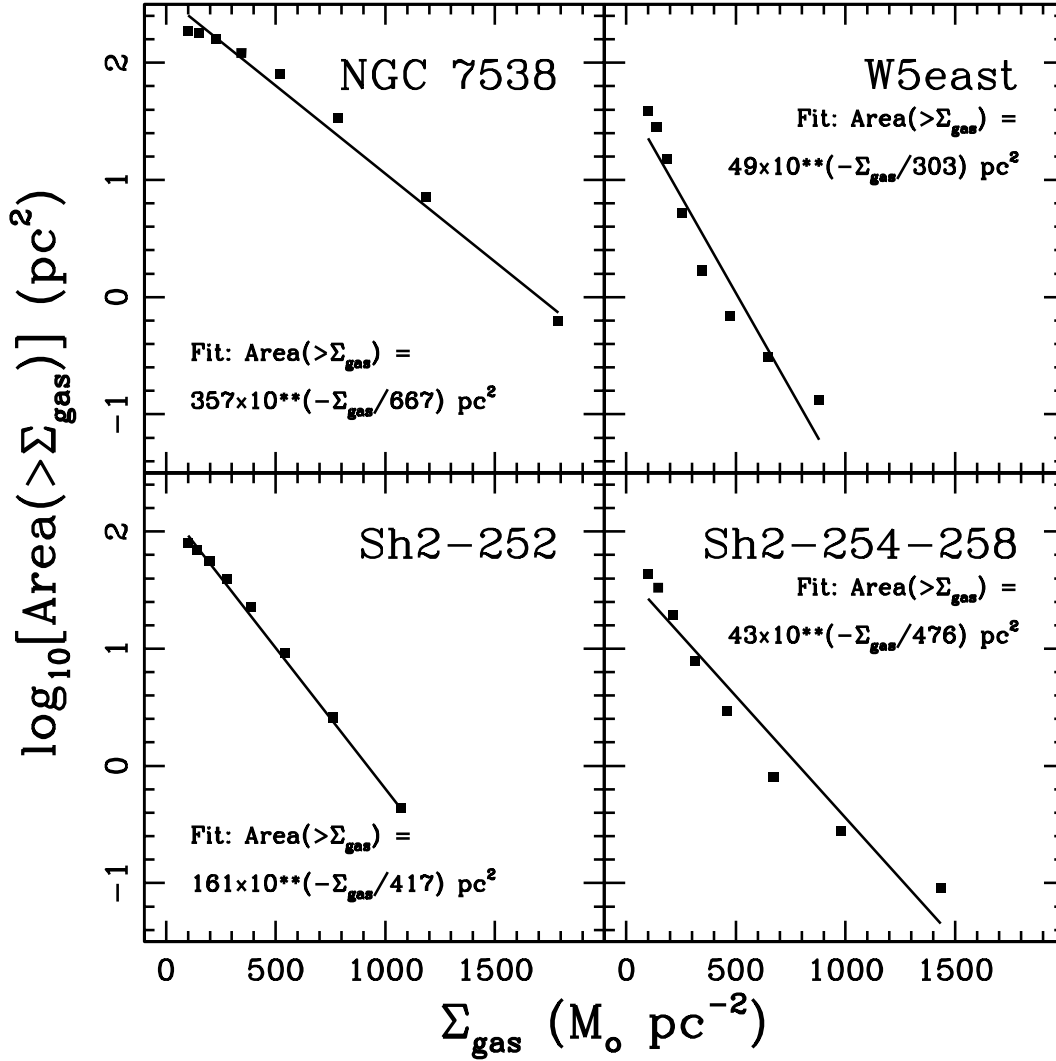 log₁₀[Area(>Σgas)] (pc²)
2
1
0
−1
NGC 7538
Fit: Area(>Σgas) =
357×10**(−Σgas/667) pc²
W5east
Fit: Area(>Σgas) =
49×10**(−Σgas/303) pc²
2
1
0
−1
Sh2−252
Fit: Area(>Σgas) =
161×10**(−Σgas/417) pc²
Sh2−254−258
Fit: Area(>Σgas) =
43×10**(−Σgas/476) pc²
0 500 1000 1500
0 500 1000 1500
Σgas (Mo pc⁻²)